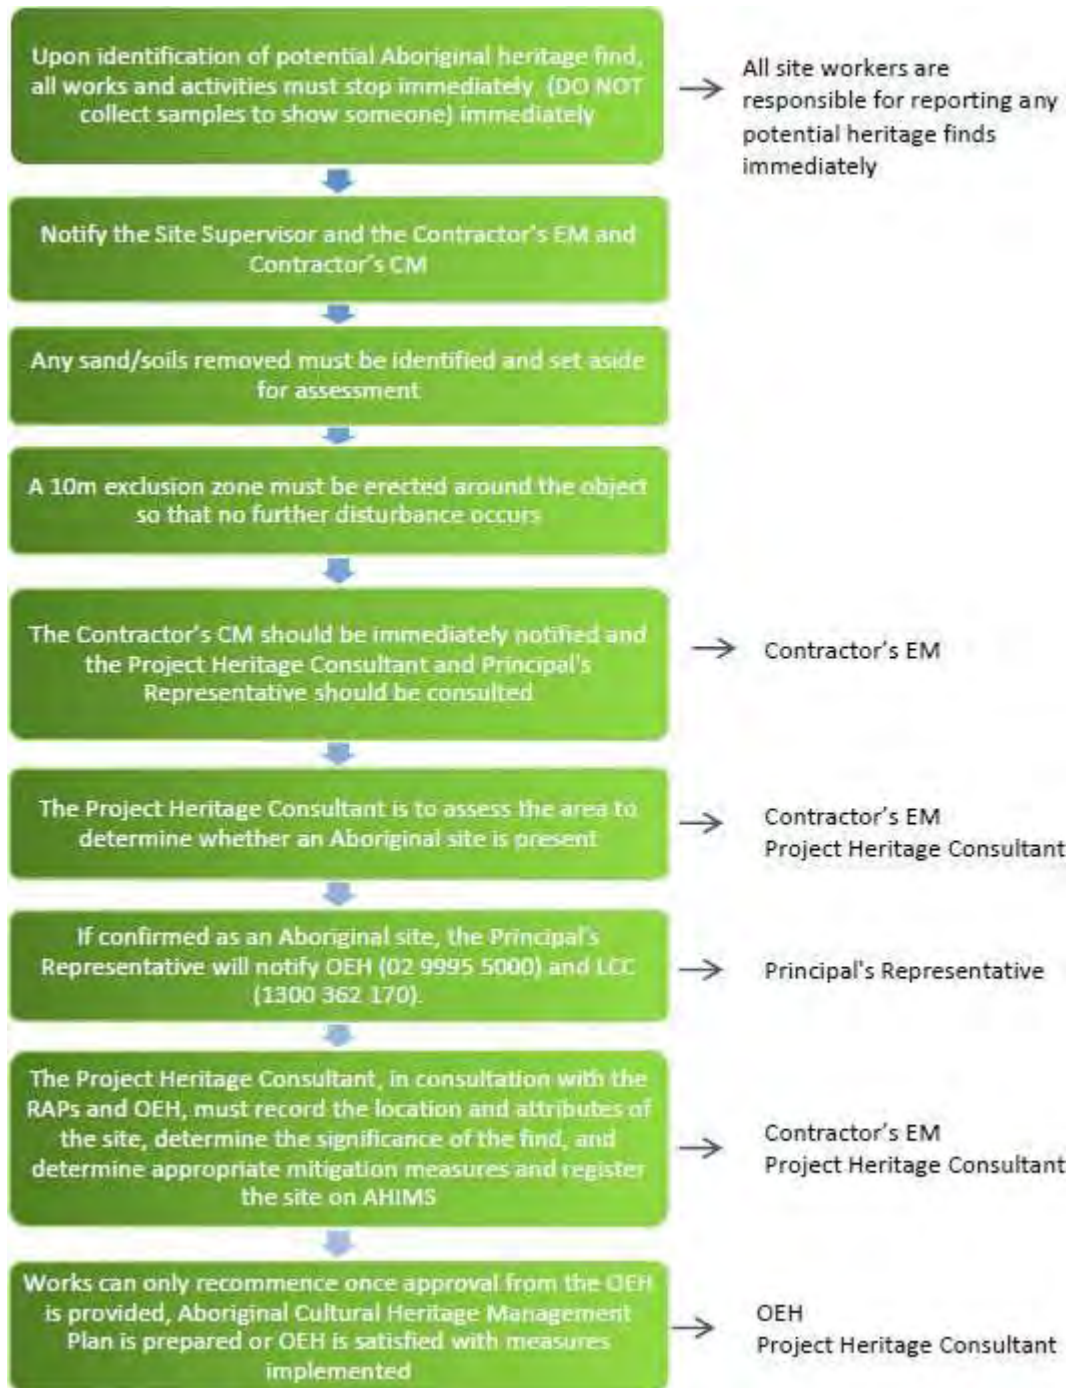 Upon identification of potential Aboriginal heritage find,
all works and activities must stop immediately (DO NOT
collect samples to show someone) immediately
All site workers are
responsible for reporting any
potential heritage finds
immediately
Notify the Site Supervisor and the Contractor's EM and
Contractor's CM
Any sand/soils removed must be identified and set aside
for assessment
A 10m exclusion zone must be erected around the object
so that no further disturbance occurs
The Contractor's CM should be immediately notified and
the Project Heritage Consultant and Principal's
Representative should be consulted
Contractor's EM
The Project Heritage Consultant is to assess the area to
determine whether an Aboriginal site is present
Contractor's EM
Project Heritage Consultant
If confirmed as an Aboriginal site, the Principal's
Representative will notify OEH (02 9995 5000) and LCC
(1300 362 170).
Principal's Representative
The Project Heritage Consultant, in consultation with the
RAPs and OEH, must record the location and attributes of
the site, determine the significance of the find, and
determine appropriate mitigation measures and register
the site on AHIMS
Contractor's EM
Project Heritage Consultant
Works can only recommence once approval from the OEH
is provided, Aboriginal Cultural Heritage Management
Plan is prepared or OEH is satisfied with measures
implemented
OEH
Project Heritage Consultant